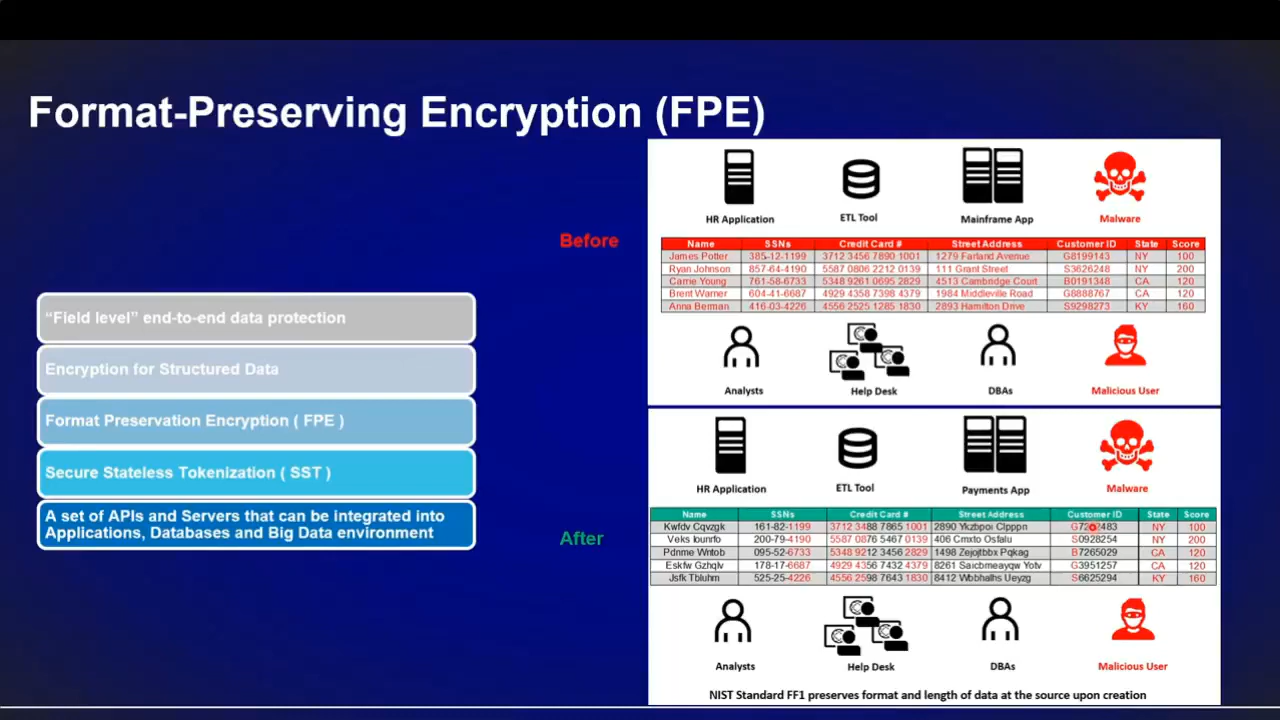 Format-Preserving Encryption (FPE)
Before
HR Application ETL Tool Mainframe App Malware
Name SSNs Credit Card # Street Address Customer ID State Score
James Potter 385-12-1199 3712 3456 7890 1001 1279 Farland Avenue G8199143 NY 100
Ryan Johnson 857-64-4190 5587 0806 2212 0139 111 Grant Street S3626248 NY 200
Carrie Young 761-58-6733 5348 9261 0695 2829 4513 Cambridge Court B0191348 CA 120
Brent Warner 604-41-6687 4929 4358 7398 4379 1984 Middleville Road G8888767 CA 120
Anna Berman 416-03-4226 4556 2525 1285 1830 2893 Hamilton Drive S9298273 KY 160
Analysts Help Desk DBAs Malicious User
"Field level" end-to-end data protection
Encryption for Structured Data
Format Preservation Encryption ( FPE )
Secure Stateless Tokenization ( SST )
A set of APIs and Servers that can be integrated into
Applications, Databases and Big Data environment
After
HR Application ETL Tool Payments App Malware
Name SSNs Credit Card # Street Address Customer ID State Score
Kwfdv Cqvzgk 161-82-1199 3712 3488 7865 1001 2890 Ykzbpoi Clpppn NY 100
Veks Iounrfo 200-79-4190 5587 0876 5467 0139 406 Cmxto Osfalu S0928254 NY 200
Pdnme Wntob 095-52-6733 5348 9212 3456 2829 1498 Zejojtbbx Pqkag B7265029 CA 120
Eskfw Gzhqlv 178-17-6687 4929 4356 7432 4379 8261 Saicbmeayqw Yotv G3951257 CA 120
Jsfk Tbluhm 525-25-4226 4556 2598 7643 1830 8412 Wbbhalhs Ueyzg S6625294 KY 160
Analysts Help Desk DBAs Malicious User
NIST Standard FF1 preserves format and length of data at the source upon creation